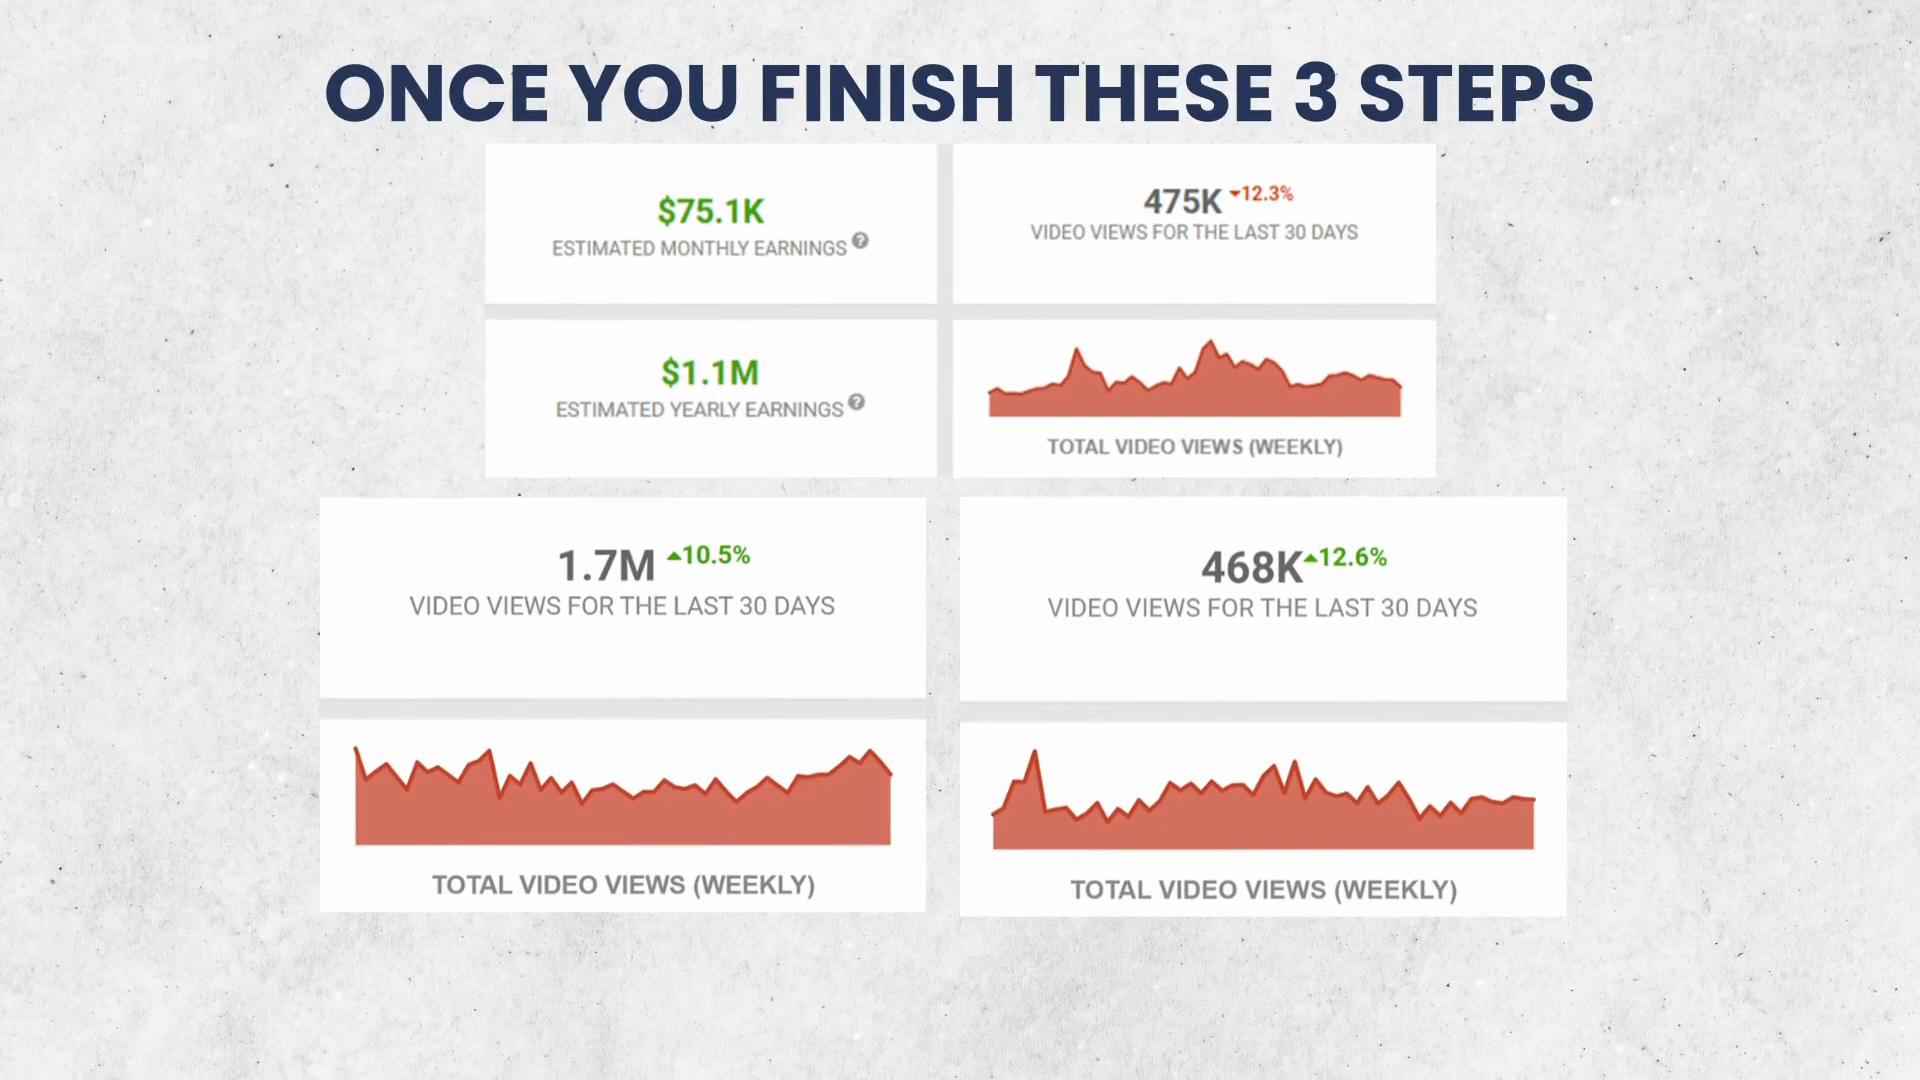 ONCE YOU FINISH THESE 3 STEPS
$75.1K
ESTIMATED MONTHLY EARNINGS ?
475K 12.3%
VIDEO VIEWS FOR THE LAST 30 DAYS
$1.1M
ESTIMATED YEARLY EARNINGS ?
TOTAL VIDEO VIEWS (WEEKLY)
1.7M 10.5%
VIDEO VIEWS FOR THE LAST 30 DAYS
TOTAL VIDEO VIEWS (WEEKLY)
468K 12.6%
VIDEO VIEWS FOR THE LAST 30 DAYS
TOTAL VIDEO VIEWS (WEEKLY)